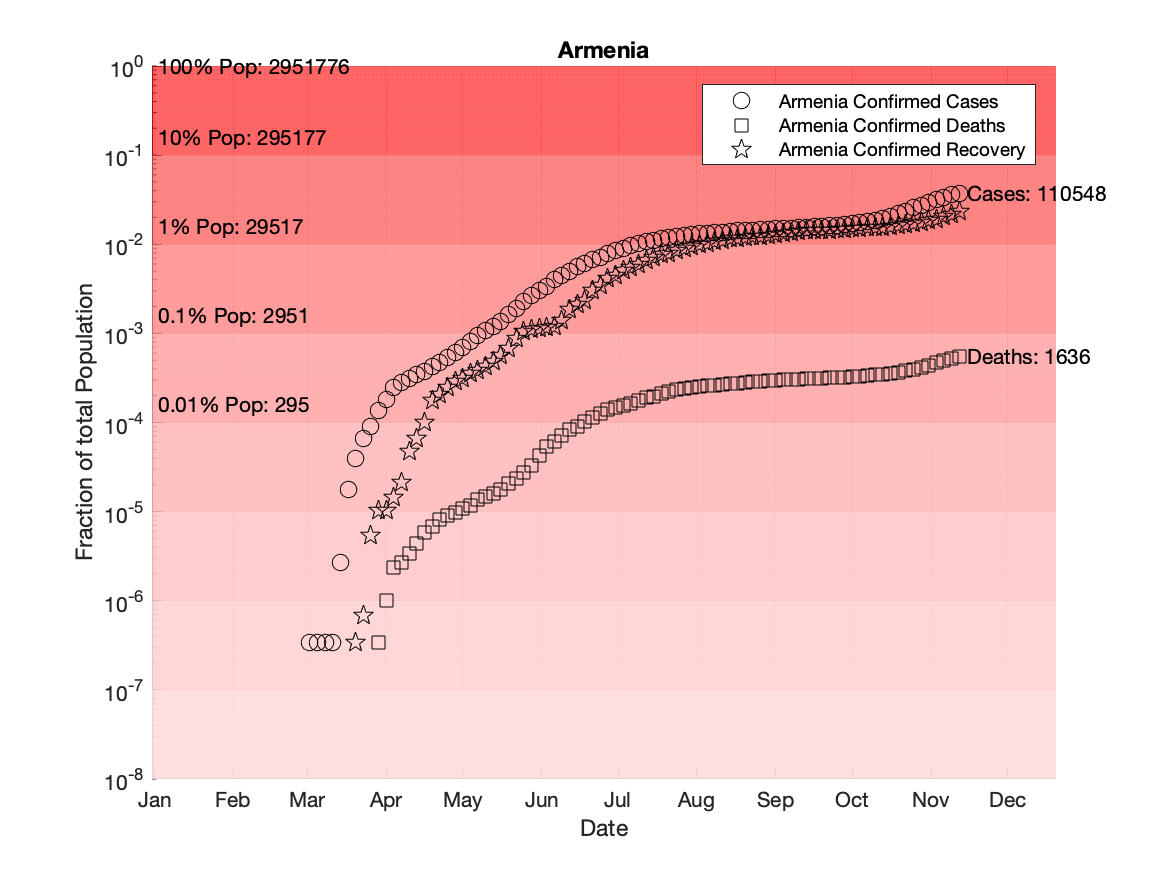 Armenia
10^0
100% Pop: 2951776
Armenia Confirmed Cases
Armenia Confirmed Deaths
Armenia Confirmed Recovery
10% Pop: 295177
10^-1
Cases: 110548
1% Pop: 29517
10^-2
0.1% Pop: 2951
10^-3
Deaths: 1636
0.01% Pop: 295
10^-4
10^-5
10^-6
10^-7
10^-8
Fraction of total Population
Jan Feb Mar Apr May Jun Jul Aug Sep Oct Nov Dec
Date